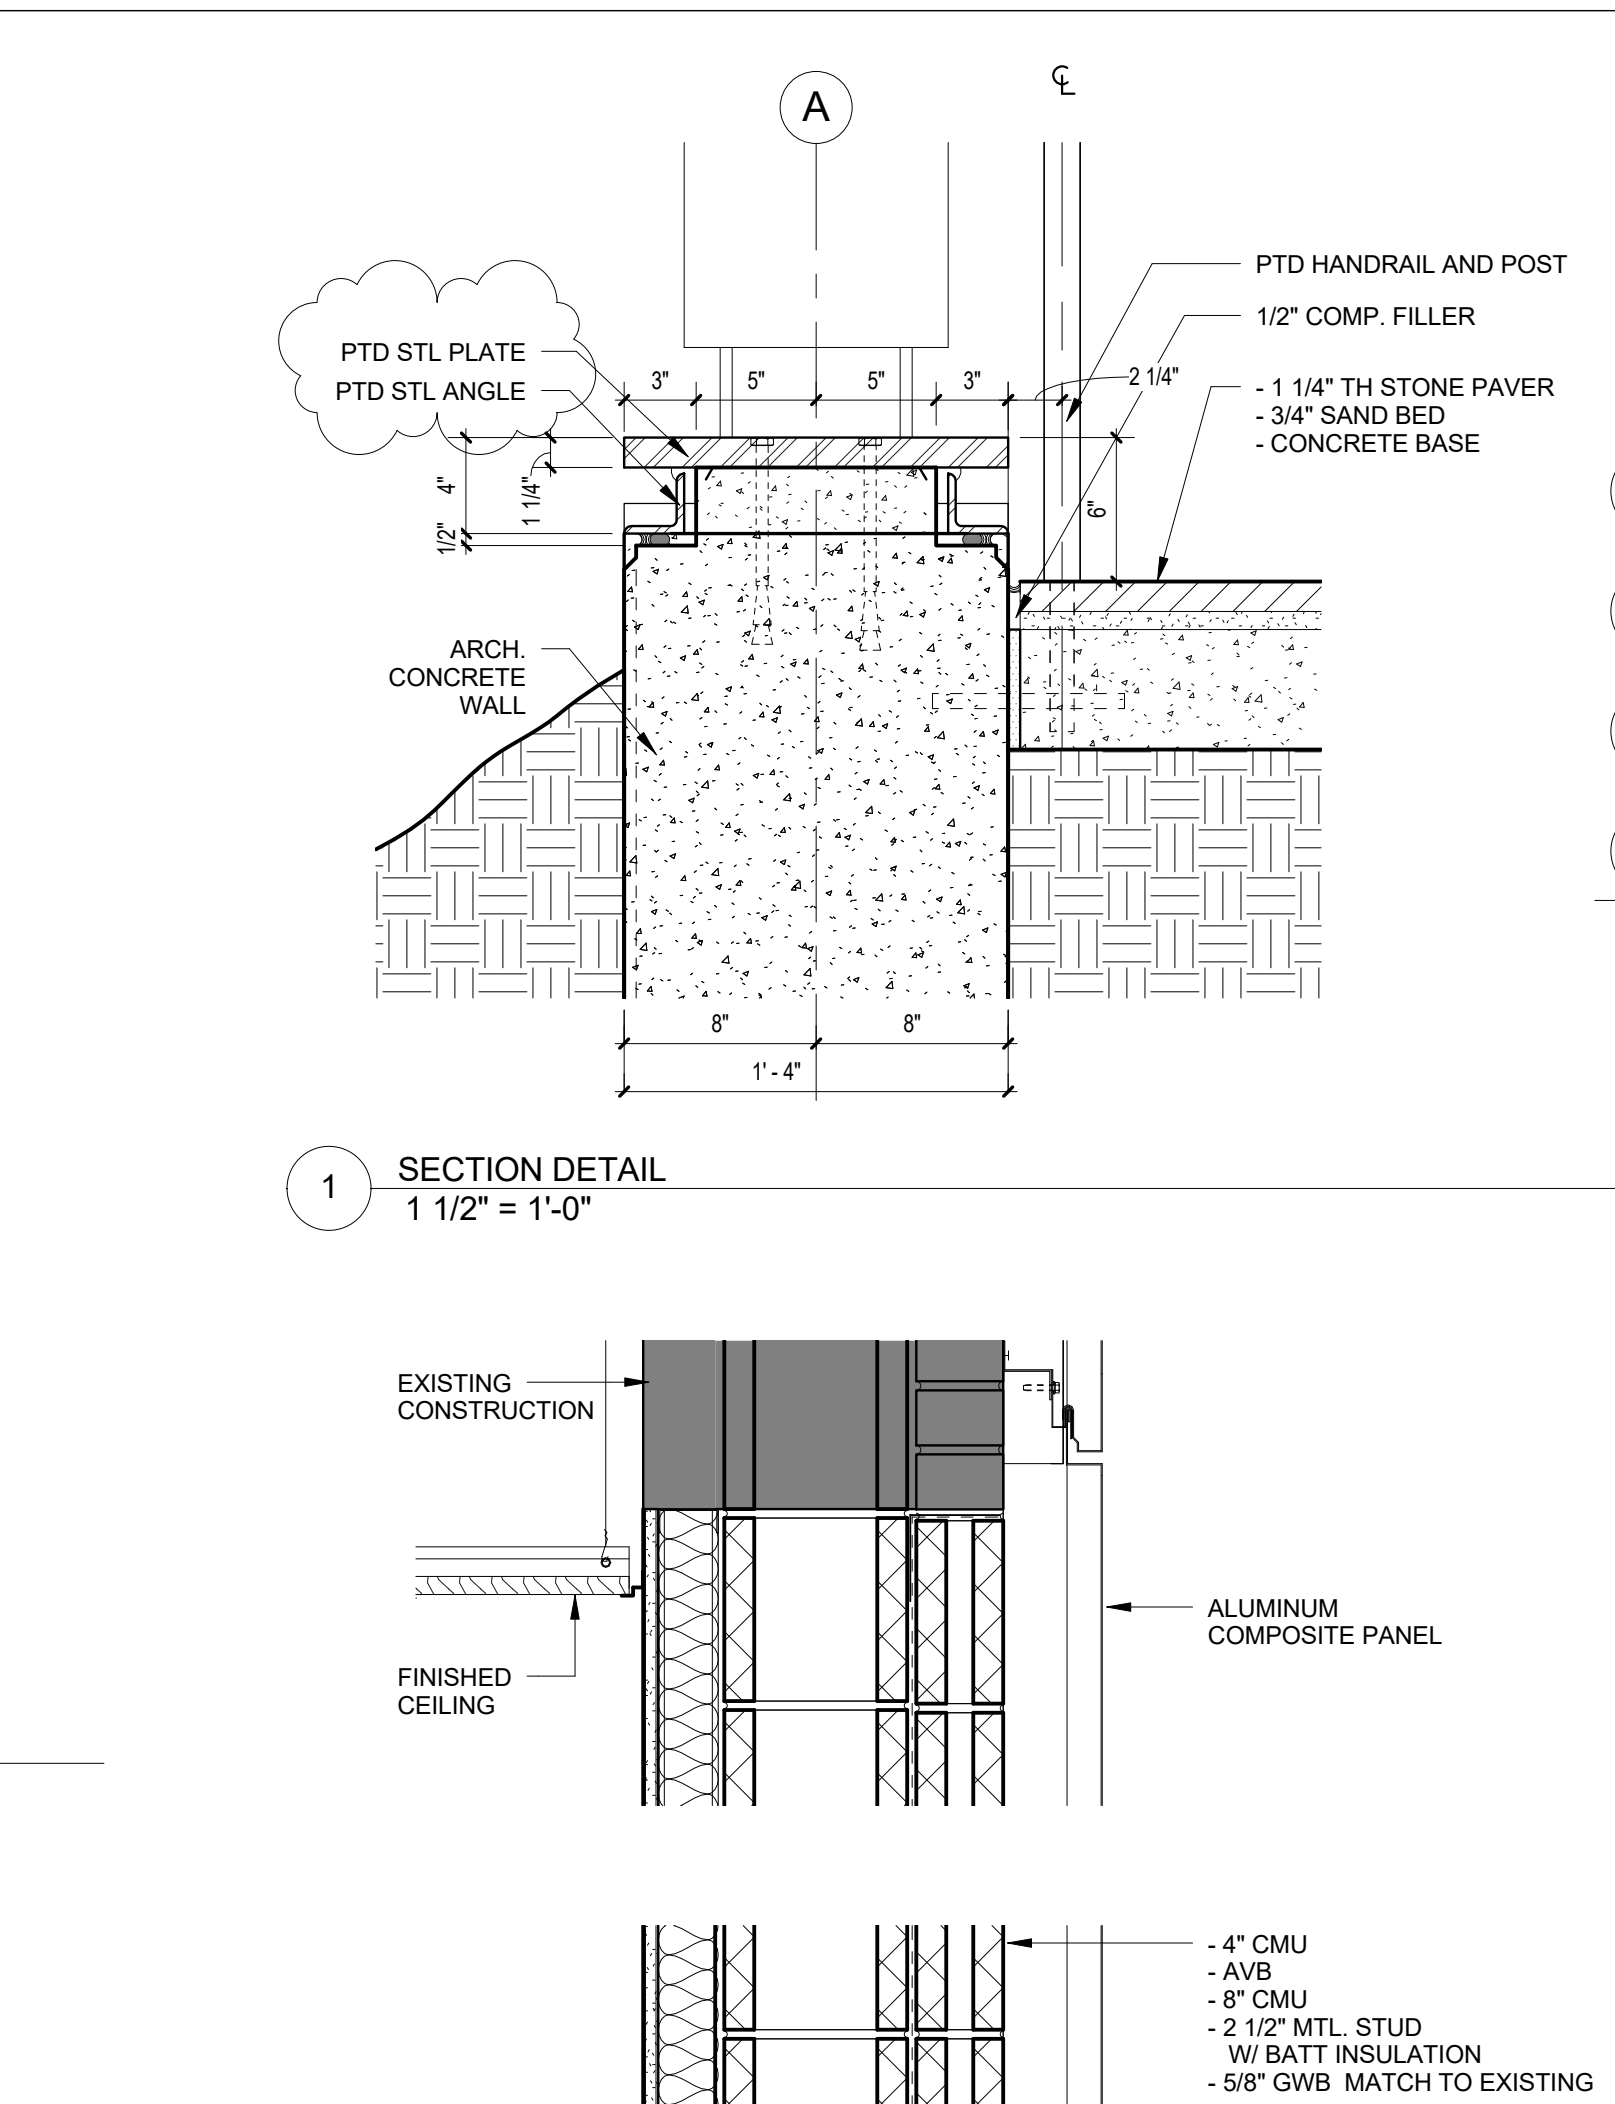 A
℄
PTD HANDRAIL AND POST
1/2" COMP. FILLER
PTD STL PLATE
PTD STL ANGLE
3"
5"
5"
3"
2 1/4"
- 1 1/4" TH STONE PAVER
- 3/4" SAND BED
- CONCRETE BASE
4"
1 1/4"
1/2"
6"
ARCH.
CONCRETE
WALL
8"
8"
1' - 4"
1
SECTION DETAIL
1 1/2" = 1'-0"
EXISTING
CONSTRUCTION
ALUMINUM
COMPOSITE PANEL
FINISHED
CEILING
- 4" CMU
- AVB
- 8" CMU
- 2 1/2" MTL. STUD
W/ BATT INSULATION
- 5/8" GWB MATCH TO EXISTING